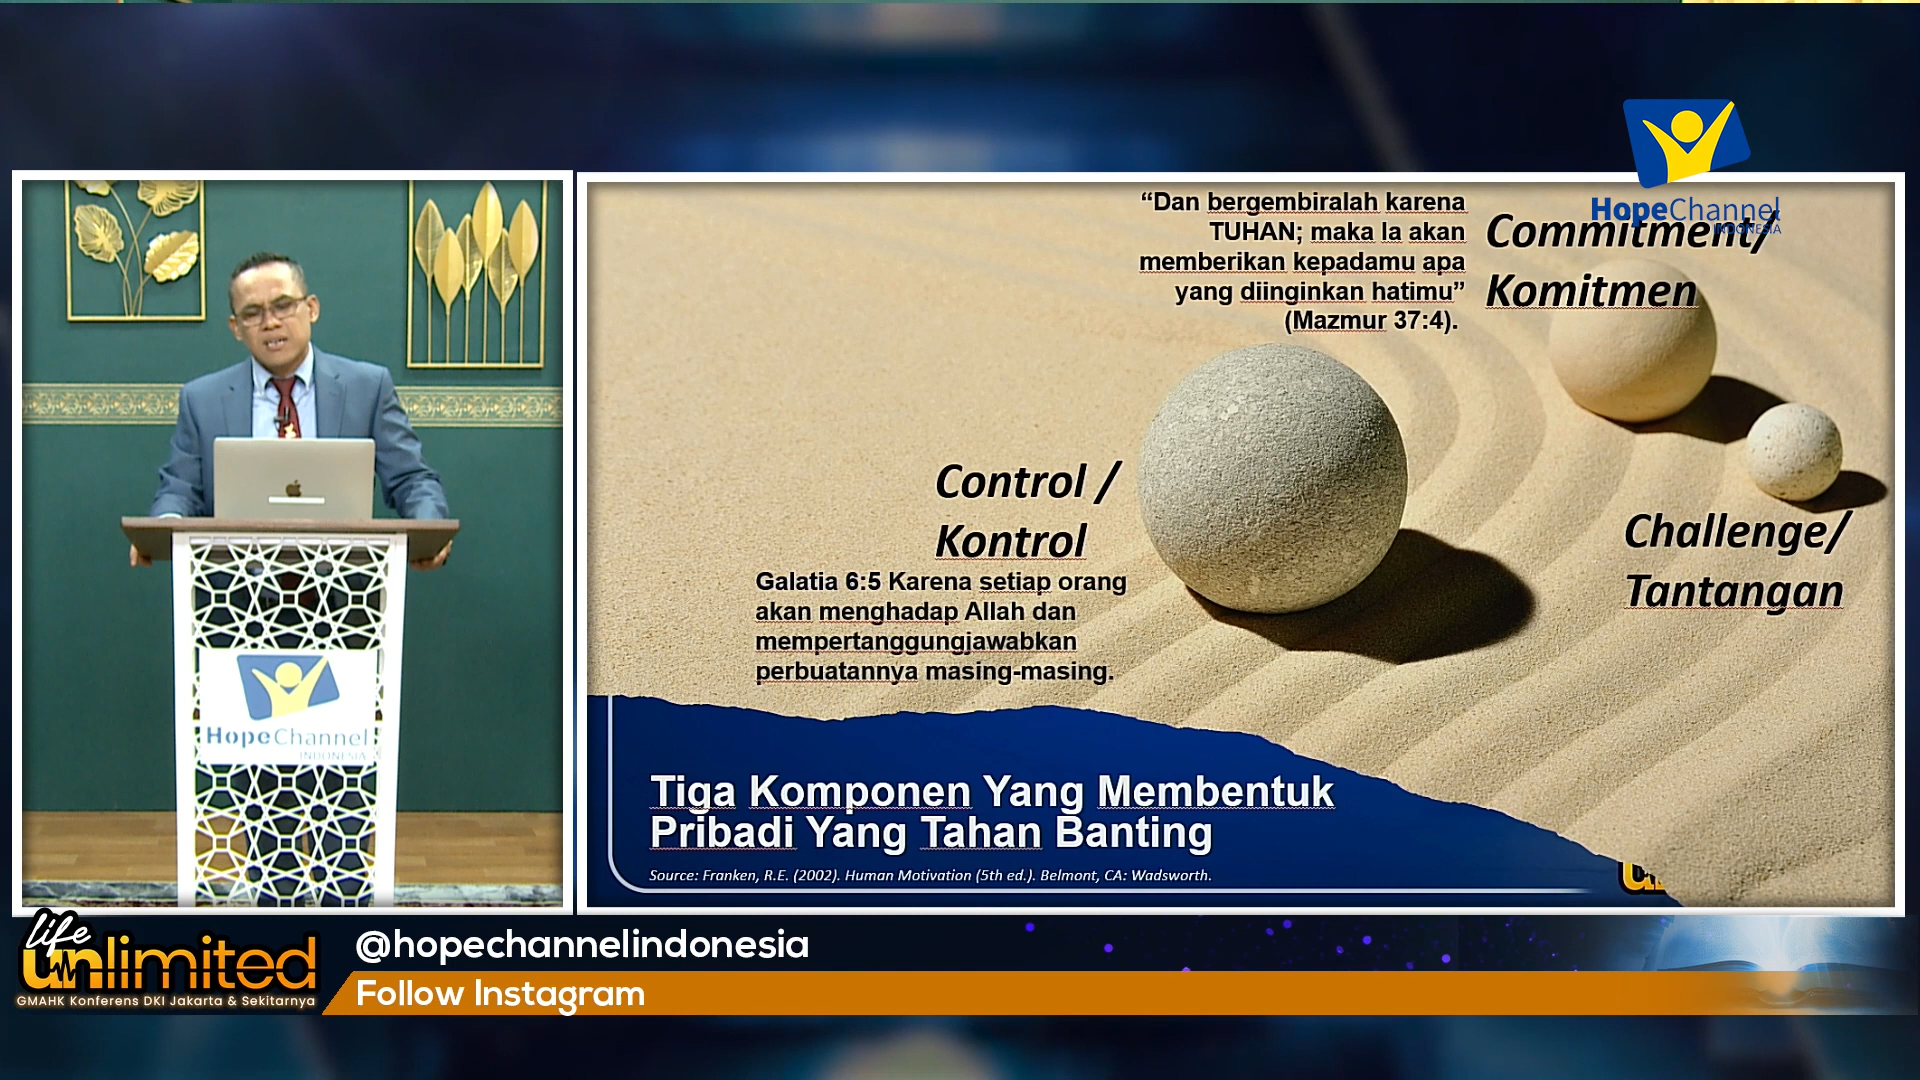 HopeChannel
INDONESIA
“Dan bergembiralah karena
TUHAN; maka Ia akan
memberikan kepadamu apa
yang diinginkan hatimu”
(Mazmur 37:4).
Commitment/
Komitmen
Control /
Kontrol
Galatia 6:5 Karena setiap orang
akan menghadap Allah dan
mempertanggungjawabkan
perbuatannya masing-masing.
Challenge/
Tantangan
HopeChannel
INDONESIA
Tiga Komponen Yang Membentuk
Pribadi Yang Tahan Banting
Source: Franken, R.E. (2002). Human Motivation (5th ed.). Belmont, CA: Wadsworth.
life
unlimited
GMAHK Konferens DKI Jakarta & Sekitarnya
@hopechannelindonesia
Follow Instagram